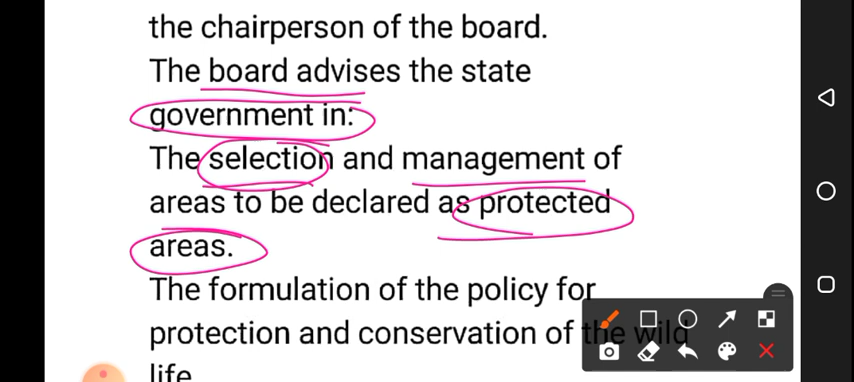 the chairperson of the board.
The board advises the state
government in:
The selection and management of
areas to be declared as protected
areas.
The formulation of the policy for
protection and conservation of the wild
life